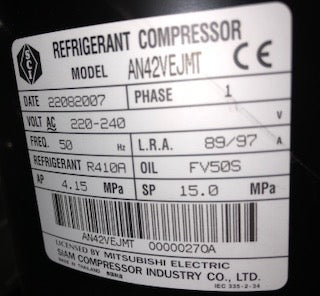 SCI
REFRIGERANT COMPRESSOR
MODEL AN42VEJMT CE
DATE 22082007 PHASE 1
VOLT AC 220-240 V
FREQ. 50 Hz L.R.A. 89/97 A
REFRIGERANT R410A OIL FV50S
AP 4.15 MPa SP 15.0 MPa
AN42VEJMT 00000270A
LICENSED BY MITSUBISHI ELECTRIC
SIAM COMPRESSOR INDUSTRY CO., LTD.
MADE IN THAILAND IEC 335-2-34